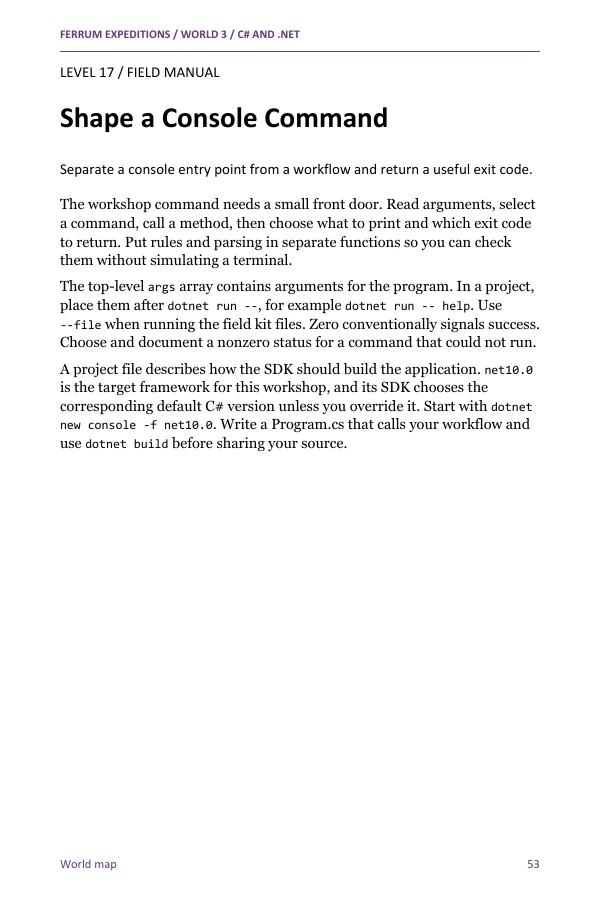 FERRUM EXPEDITIONS / WORLD 3 / C# AND .NET
LEVEL 17 / FIELD MANUAL
Shape a Console Command
Separate a console entry point from a workflow and return a useful exit code.
The workshop command needs a small front door. Read arguments, select
a command, call a method, then choose what to print and which exit code
to return. Put rules and parsing in separate functions so you can check
them without simulating a terminal.
The top-level args array contains arguments for the program. In a project,
place them after dotnet run --, for example dotnet run -- help. Use
--file when running the field kit files. Zero conventionally signals success.
Choose and document a nonzero status for a command that could not run.
A project file describes how the SDK should build the application. net10.0
is the target framework for this workshop, and its SDK chooses the
corresponding default C# version unless you override it. Start with dotnet
new console -f net10.0. Write a Program.cs that calls your workflow and
use dotnet build before sharing your source.
World map
53